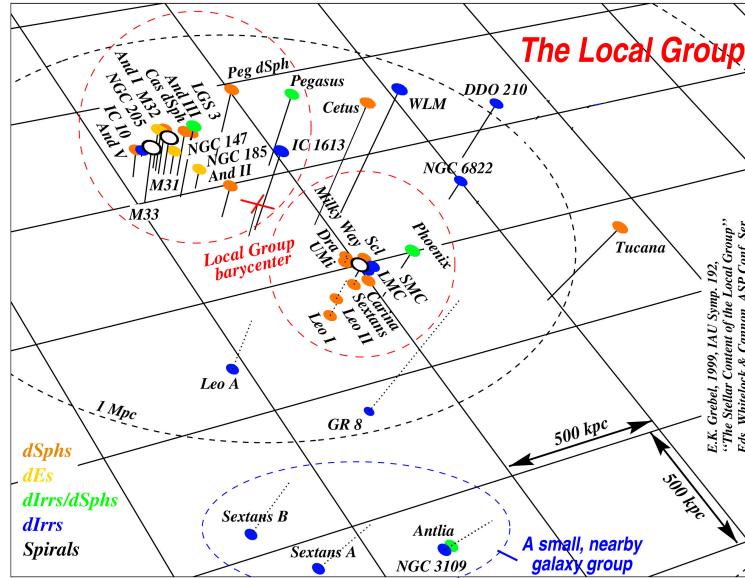 The Local Group
And I
NGC 205
IC 10
And V
M32
Cas dSph
And III
LGS 3
Peg dSph
Pegasus
Cetus
WLM
DDO 210
NGC 147
NGC 185
And II
IC 1613
NGC 6822
M31
M33
Local Group
barycenter
Milky Way
Dra
UMi
Scl
Phoenix
SMC
LMC
Carina
Sextans
Leo II
Leo I
Tucana
Leo A
1 Mpc
GR 8
500 kpc
500 kpc
dSphs
dEs
dIrrs/dSphs
dIrrs
Spirals
Sextans B
Sextans A
Antlia
NGC 3109
A small, nearby
galaxy group
E.K. Grebel, 1999, IAU Symp. 192,
"The Stellar Content of the Local Group"